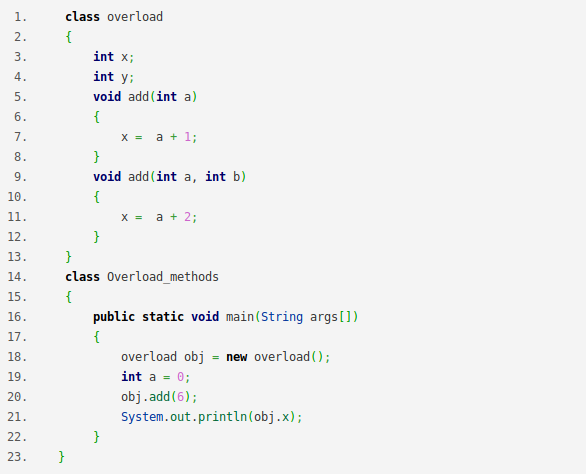 1. class overload
2. {
3. int x;
4. int y;
5. void add(int a)
6. {
7. x =  a + 1;
8. }
9. void add(int a, int b)
10. {
11. x =  a + 2;
12. }
13. }
14. class Overload_methods
15. {
16. public static void main(String args[])
17. {
18. overload obj = new overload();
19. int a = 0;
20. obj.add(6);
21. System.out.println(obj.x);
22. }
23. }